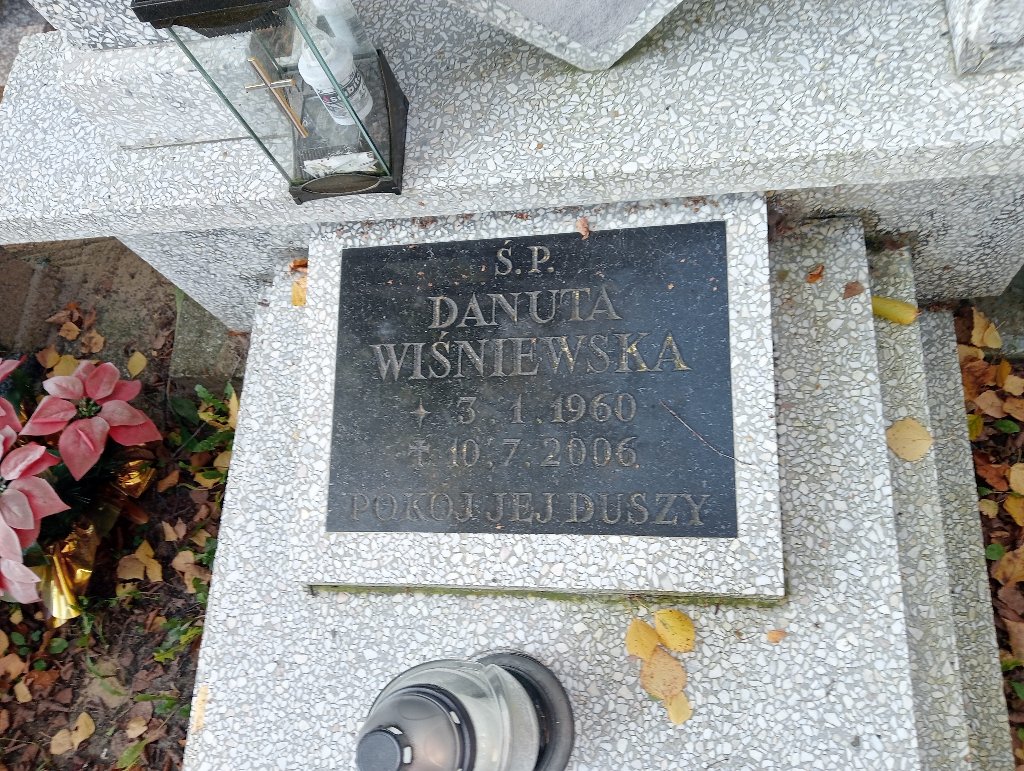 Ś.P.
DANUTA
WIŚNIEWSKA
3.1.1960
† 10.7.2006
POKÓJ JEJ DUSZY